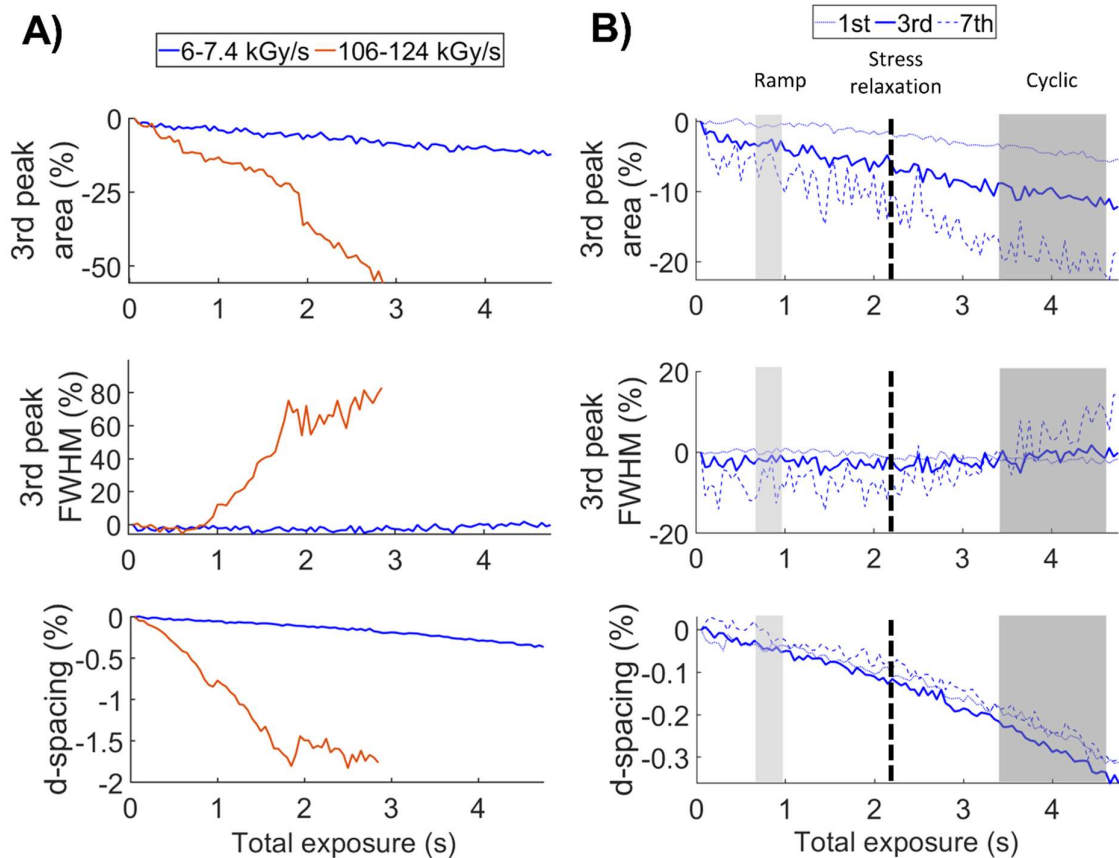 A)
6-7.4 kGy/s 106-124 kGy/s
3rd peak
area (%)
0
-25
-50
0 1 2 3 4
3rd peak
FWHM (%)
80
60
40
20
0
0 1 2 3 4
d-spacing (%)
0
-0.5
-1
-1.5
-2
0 1 2 3 4
Total exposure (s)
B)
1st 3rd 7th
Ramp
Stress
relaxation
Cyclic
3rd peak
area (%)
0
-10
-20
0 1 2 3 4
3rd peak
FWHM (%)
20
0
-20
0 1 2 3 4
d-spacing (%)
0
-0.1
-0.2
-0.3
0 1 2 3 4
Total exposure (s)